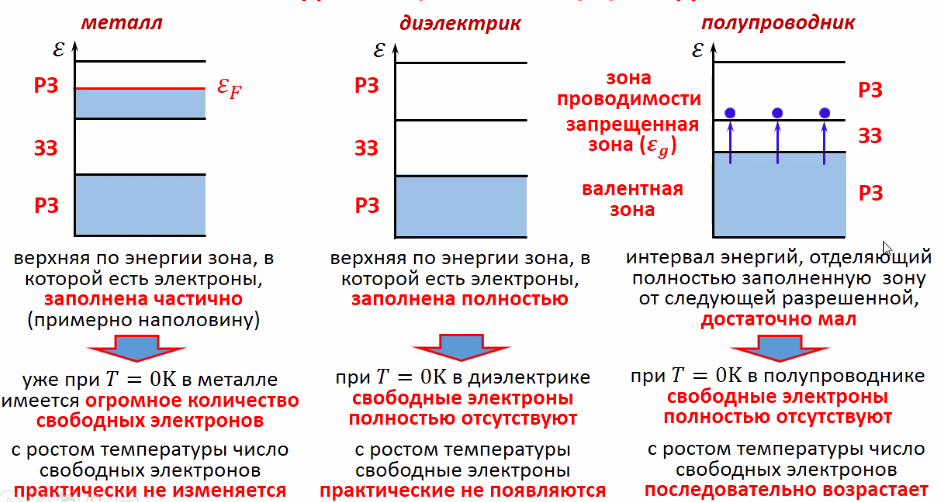 металл
ε
РЗ
ε_F
ЗЗ
РЗ
верхняя по энергии зона, в
которой есть электроны,
заполнена частично
(примерно наполовину)
уже при T = 0К в металле
имеется огромное количество
свободных электронов
с ростом температуры число
свободных электронов
практически не изменяется
диэлектрик
ε
РЗ
ЗЗ
РЗ
верхняя по энергии зона, в
которой есть электроны,
заполнена полностью
при T = 0К в диэлектрике
свободные электроны
полностью отсутствуют
с ростом температуры
свободные электроны
практические не появляются
полупроводник
ε
зона
проводимости
запрещенная
зона (ε_g)
валентная
зона
РЗ
ЗЗ
РЗ
интервал энергий, отделяющий
полностью заполненную зону
от следующей разрешенной,
достаточно мал
при T = 0К в полупроводнике
свободные электроны
полностью отсутствуют
с ростом температуры число
свободных электронов
последовательно возрастает